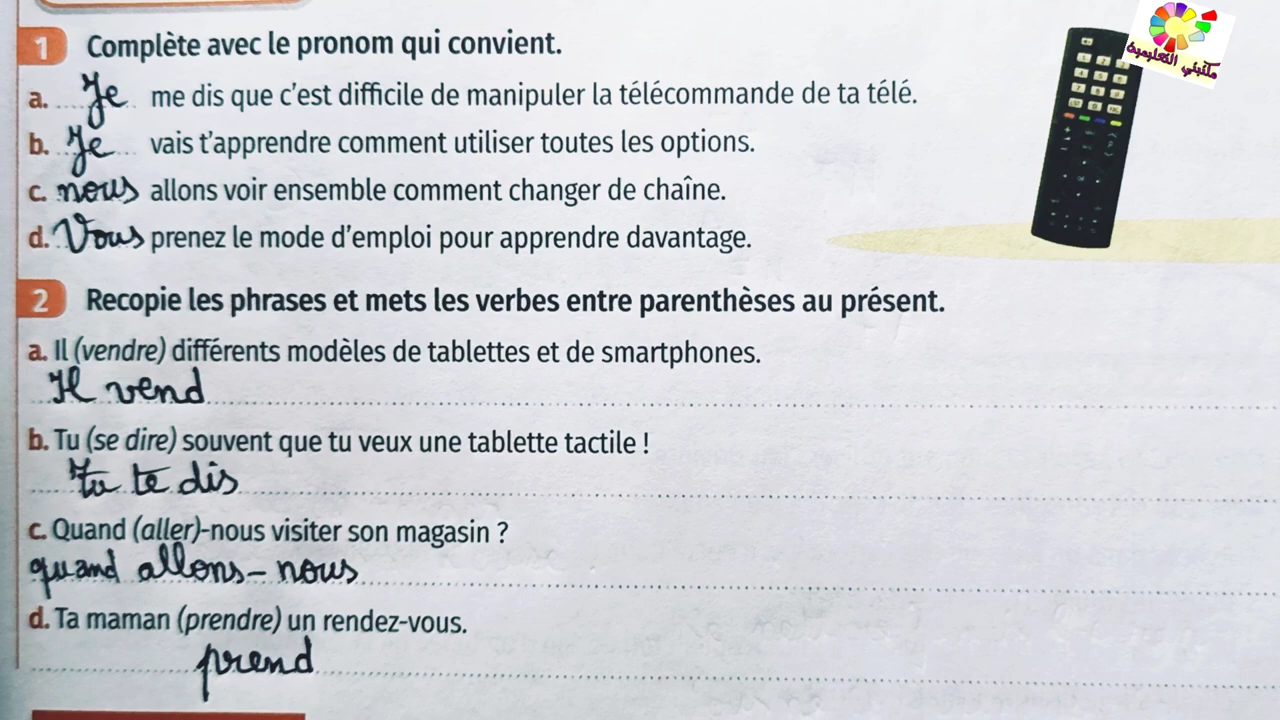 مكتبتي التعليمية
1 Complète avec le pronom qui convient.
a. Je me dis que c'est difficile de manipuler la télécommande de ta télé.
b. Je vais t'apprendre comment utiliser toutes les options.
c. nous allons voir ensemble comment changer de chaîne.
d. Vous prenez le mode d'emploi pour apprendre davantage.
2 Recopie les phrases et mets les verbes entre parenthèses au présent.
a. Il (vendre) différents modèles de tablettes et de smartphones.
Il vend
b. Tu (se dire) souvent que tu veux une tablette tactile !
Tu te dis
c. Quand (aller)-nous visiter son magasin ?
quand allons-nous
d. Ta maman (prendre) un rendez-vous.
prend